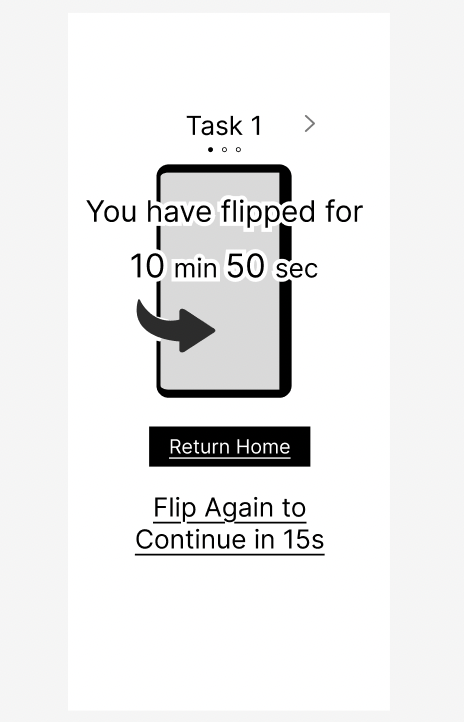 Task 1
You have flipped for
10 min 50 sec
Return Home
Flip Again to
Continue in 15s